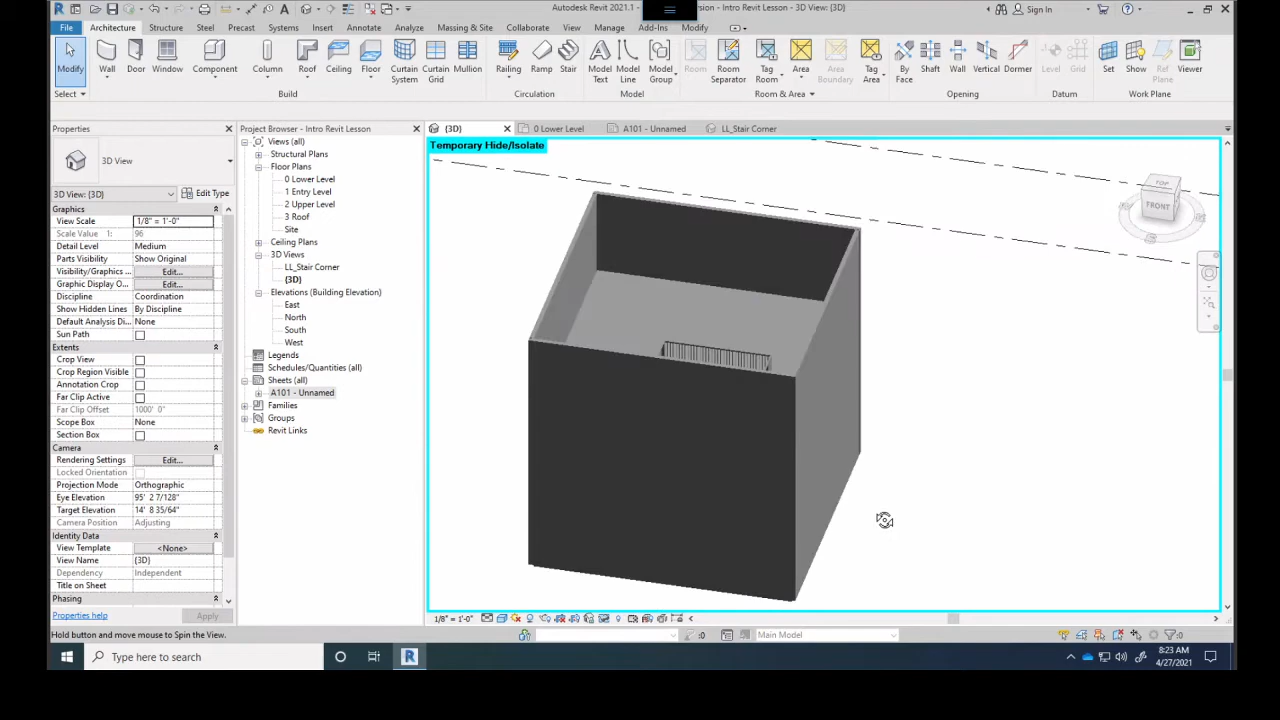 Autodesk Revit 2021.1
sion - Intro Revit Lesson - 3D View: {3D}
Sign In
File Architecture Structure Steel Precast Systems Insert Annotate Analyze Massing & Site Collaborate View Manage Add-Ins Modify
Modify Wall Door Window Component Column Roof Ceiling Floor Curtain System Curtain Grid Mullion Railing Ramp Stair Model Text Model Line Model Group Room Room Separator Tag Room Area Area Boundary Tag Area By Face Shaft Wall Vertical Dormer Level Grid Set Show Ref Plane Viewer
Select Build Circulation Model Room & Area Opening Datum Work Plane
Properties
3D View
3D View: {3D} Edit Type
Graphics
View Scale 1/8" = 1'-0"
Scale Value 1: 96
Detail Level Medium
Parts Visibility Show Original
Visibility/Graphics ... Edit...
Graphic Display O... Edit...
Discipline Coordination
Show Hidden Lines By Discipline
Default Analysis Di... None
Sun Path
Extents
Crop View
Crop Region Visible
Annotation Crop
Far Clip Active
Far Clip Offset 1000' 0"
Scope Box None
Section Box
Camera
Rendering Settings Edit...
Locked Orientation
Projection Mode Orthographic
Eye Elevation 95' 2 7/128"
Target Elevation 14' 8 35/64"
Camera Position Adjusting
Identity Data
View Template <None>
View Name {3D}
Dependency Independent
Title on Sheet
Phasing
Properties help Apply
Project Browser - Intro Revit Lesson
Views (all)
Structural Plans
Floor Plans
0 Lower Level
1 Entry Level
2 Upper Level
3 Roof
Site
Ceiling Plans
3D Views
LL_Stair Corner
{3D}
Elevations (Building Elevation)
East
North
South
West
Legends
Schedules/Quantities (all)
Sheets (all)
A101 - Unnamed
Families
Groups
Revit Links
{3D} 0 Lower Level A101 - Unnamed LL_Stair Corner
Temporary Hide/Isolate
TOP
FRONT
1/8" = 1'-0"
Hold button and move mouse to Spin the View.
:0 Main Model :0
Type here to search
8:23 AM
4/27/2021